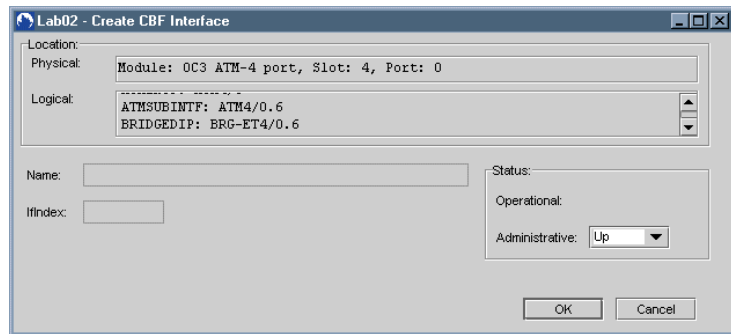 Lab02 - Create CBF Interface
Location:
Physical: Module: OC3 ATM-4 port, Slot: 4, Port: 0
Logical:
ATMSUBINTF: ATM4/0.6
BRIDGEDIP: BRG-ET4/0.6
Name:
IfIndex:
Status:
Operational:
Administrative: Up
OK Cancel